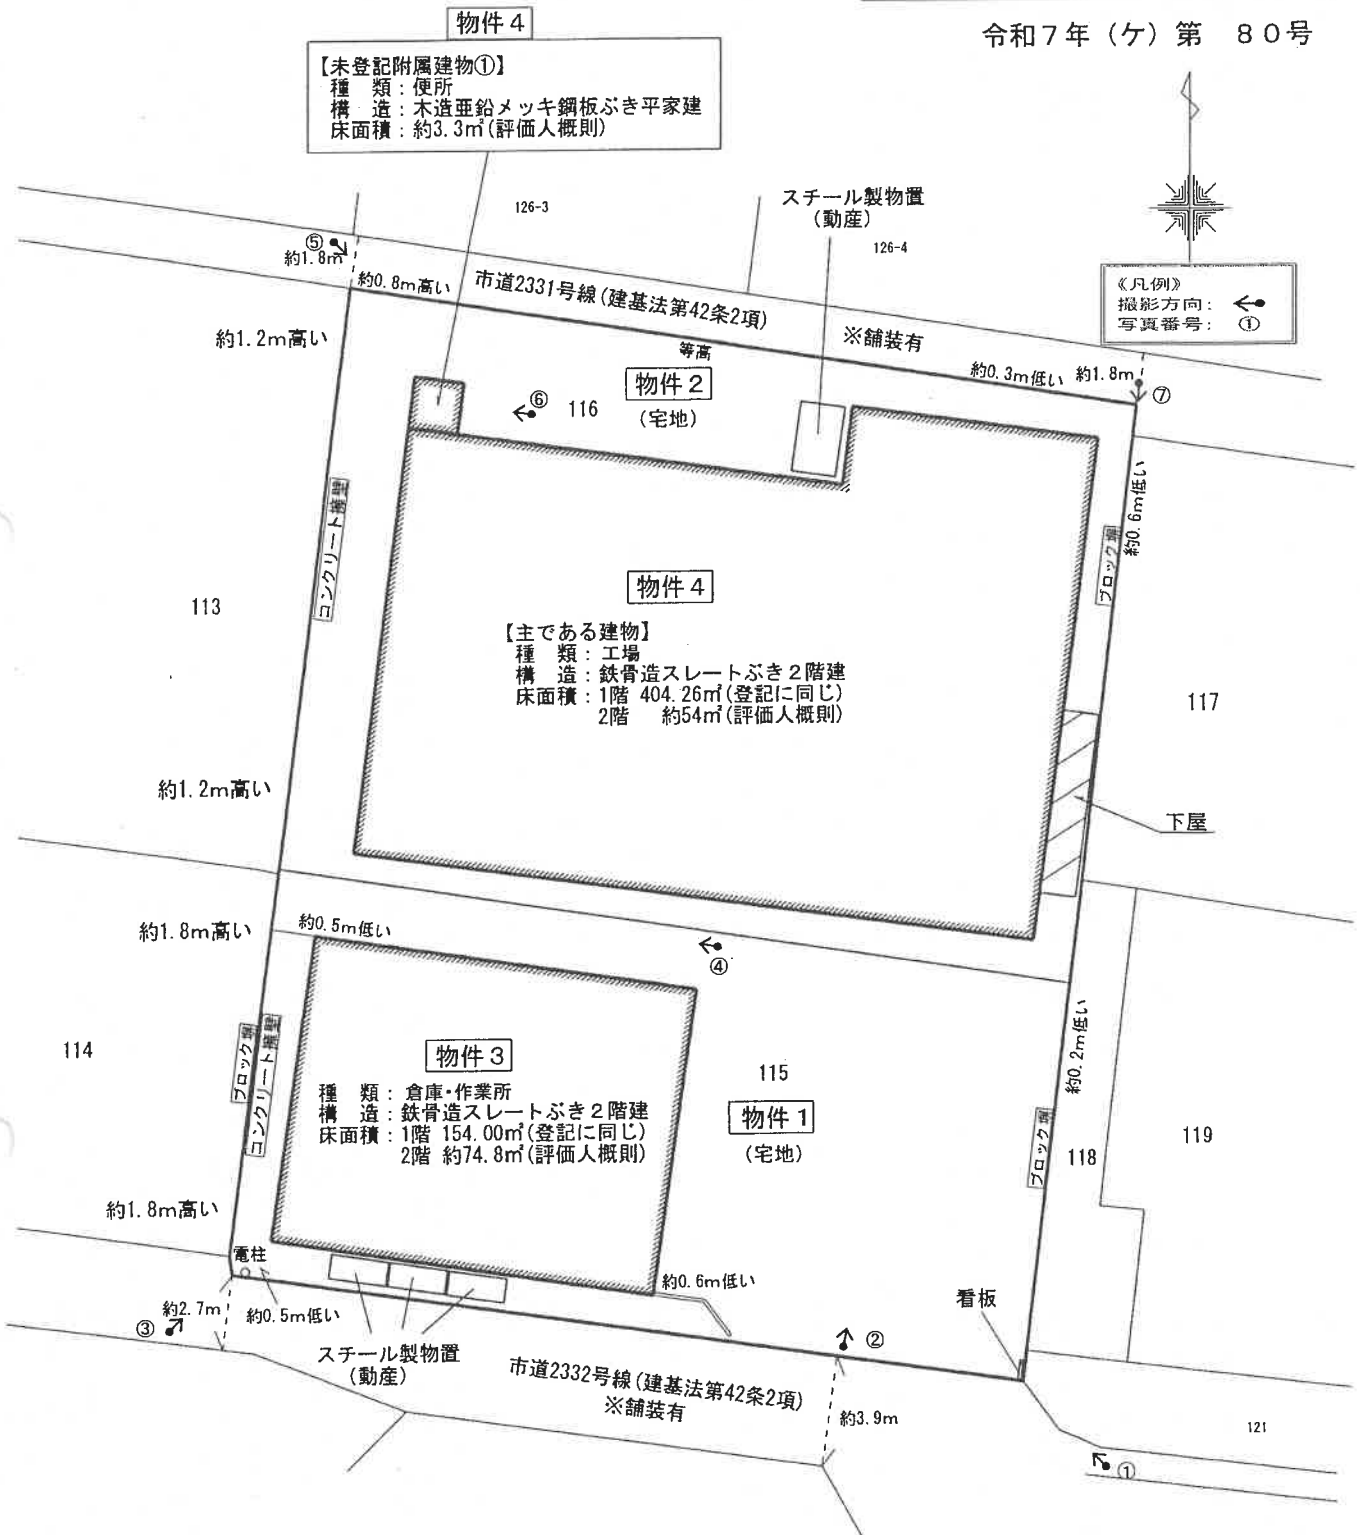 令和7年（ケ）第　80号
物件4
【未登記附属建物①】
種　類：便所
構　造：木造亜鉛メッキ鋼板ぶき平家建
床面積：約3.3㎡(評価人概則)
126-3
スチール製物置
(動産)
126-4
⑤
約1.8m
約0.8m高い
市道2331号線(建基法第42条2項)
※舗装有
《凡例》
撮影方向：
写真番号：　①
約1.2m高い
等高
約0.3m低い
約1.8m
⑦
物件2
(宅地)
⑥
116
約0.6m低い
コンクリート擁壁
ブロック塀
113
物件4
【主である建物】
種　類：工場
構　造：鉄骨造スレートぶき2階建
床面積：1階 404.26㎡(登記に同じ)
2階　約54㎡(評価人概則)
117
約1.2m高い
下屋
約1.8m高い
約0.5m低い
④
114
ブロック塀
コンクリート擁壁
物件3
種　類：倉庫・作業所
構　造：鉄骨造スレートぶき2階建
床面積：1階 154.00㎡(登記に同じ)
2階 約74.8㎡(評価人概則)
115
物件1
(宅地)
約0.2m低い
ブロック塀
118
119
約1.8m高い
電柱
約0.6m低い
看板
約2.7m
③
約0.5m低い
スチール製物置
(動産)
②
市道2332号線(建基法第42条2項)
※舗装有
約3.9m
121
①